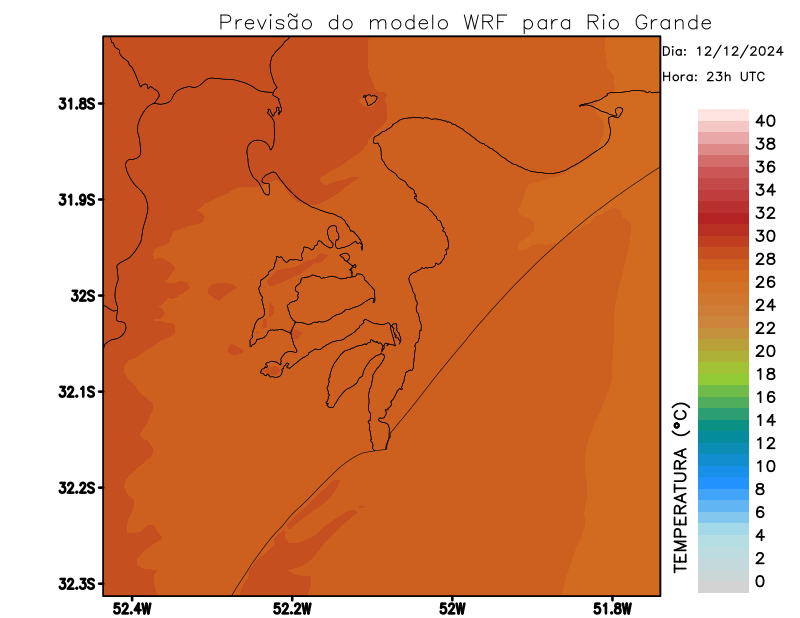 Previsão do modelo WRF para Rio Grande
Dia: 12/12/2024
Hora: 23h UTC
31.8S
31.9S
32S
32.1S
32.2S
32.3S
52.4W
52.2W
52W
51.8W
40
38
36
34
32
30
28
26
24
22
20
18
16
14
12
10
8
6
4
2
0
TEMPERATURA (°C)